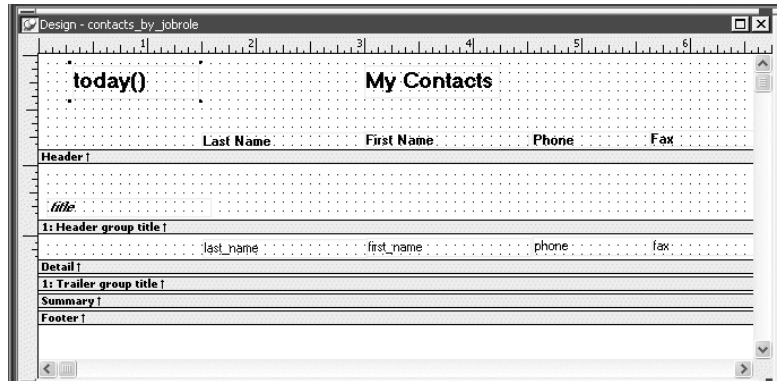 Design - contacts_by_jobrole
1 2 3 4 5 6
today() My Contacts
Last Name First Name Phone Fax
Header ↑
title
1: Header group title ↑
last_name first_name phone fax
Detail ↑
1: Trailer group title ↑
Summary ↑
Footer ↑